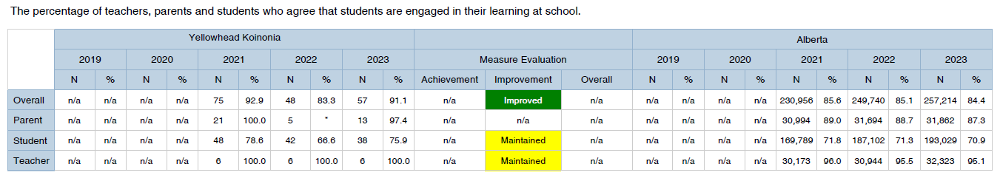 The percentage of teachers, parents and students who agree that students are engaged in their learning at school.
Yellowhead Koinonia Alberta
2019 2020 2021 2022 2023 Measure Evaluation 2019 2020 2021 2022 2023
N % N % N % N % N % Achievement Improvement Overall N % N % N % N % N %
Overall n/a n/a n/a n/a 75 92.9 48 83.3 57 91.1 n/a Improved n/a n/a n/a n/a n/a 230,956 85.6 249,740 85.1 257,214 84.4
Parent n/a n/a n/a n/a 21 100.0 5 * 13 97.4 n/a n/a n/a n/a n/a n/a n/a 30,994 89.0 31,694 88.7 31,862 87.3
Student n/a n/a n/a n/a 48 78.6 42 66.6 38 75.9 n/a Maintained n/a n/a n/a n/a n/a 169,789 71.8 187,102 71.3 193,029 70.9
Teacher n/a n/a n/a n/a 6 100.0 6 100.0 6 100.0 n/a Maintained n/a n/a n/a n/a n/a 30,173 96.0 30,944 95.5 32,323 95.1